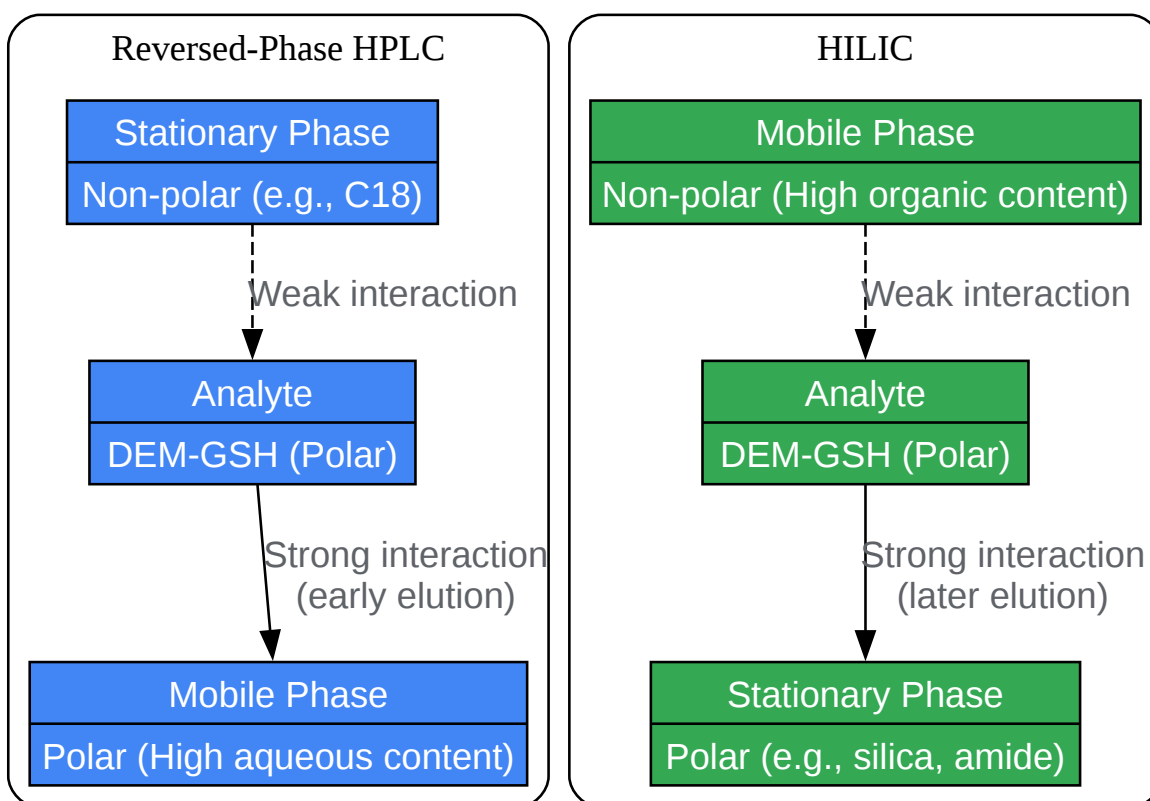 Reversed-Phase HPLC
Stationary Phase
Non-polar (e.g., C18)
Weak interaction
Analyte
DEM-GSH (Polar)
Strong interaction
(early elution)
Mobile Phase
Polar (High aqueous content)
HILIC
Mobile Phase
Non-polar (High organic content)
Weak interaction
Analyte
DEM-GSH (Polar)
Strong interaction
(later elution)
Stationary Phase
Polar (e.g., silica, amide)